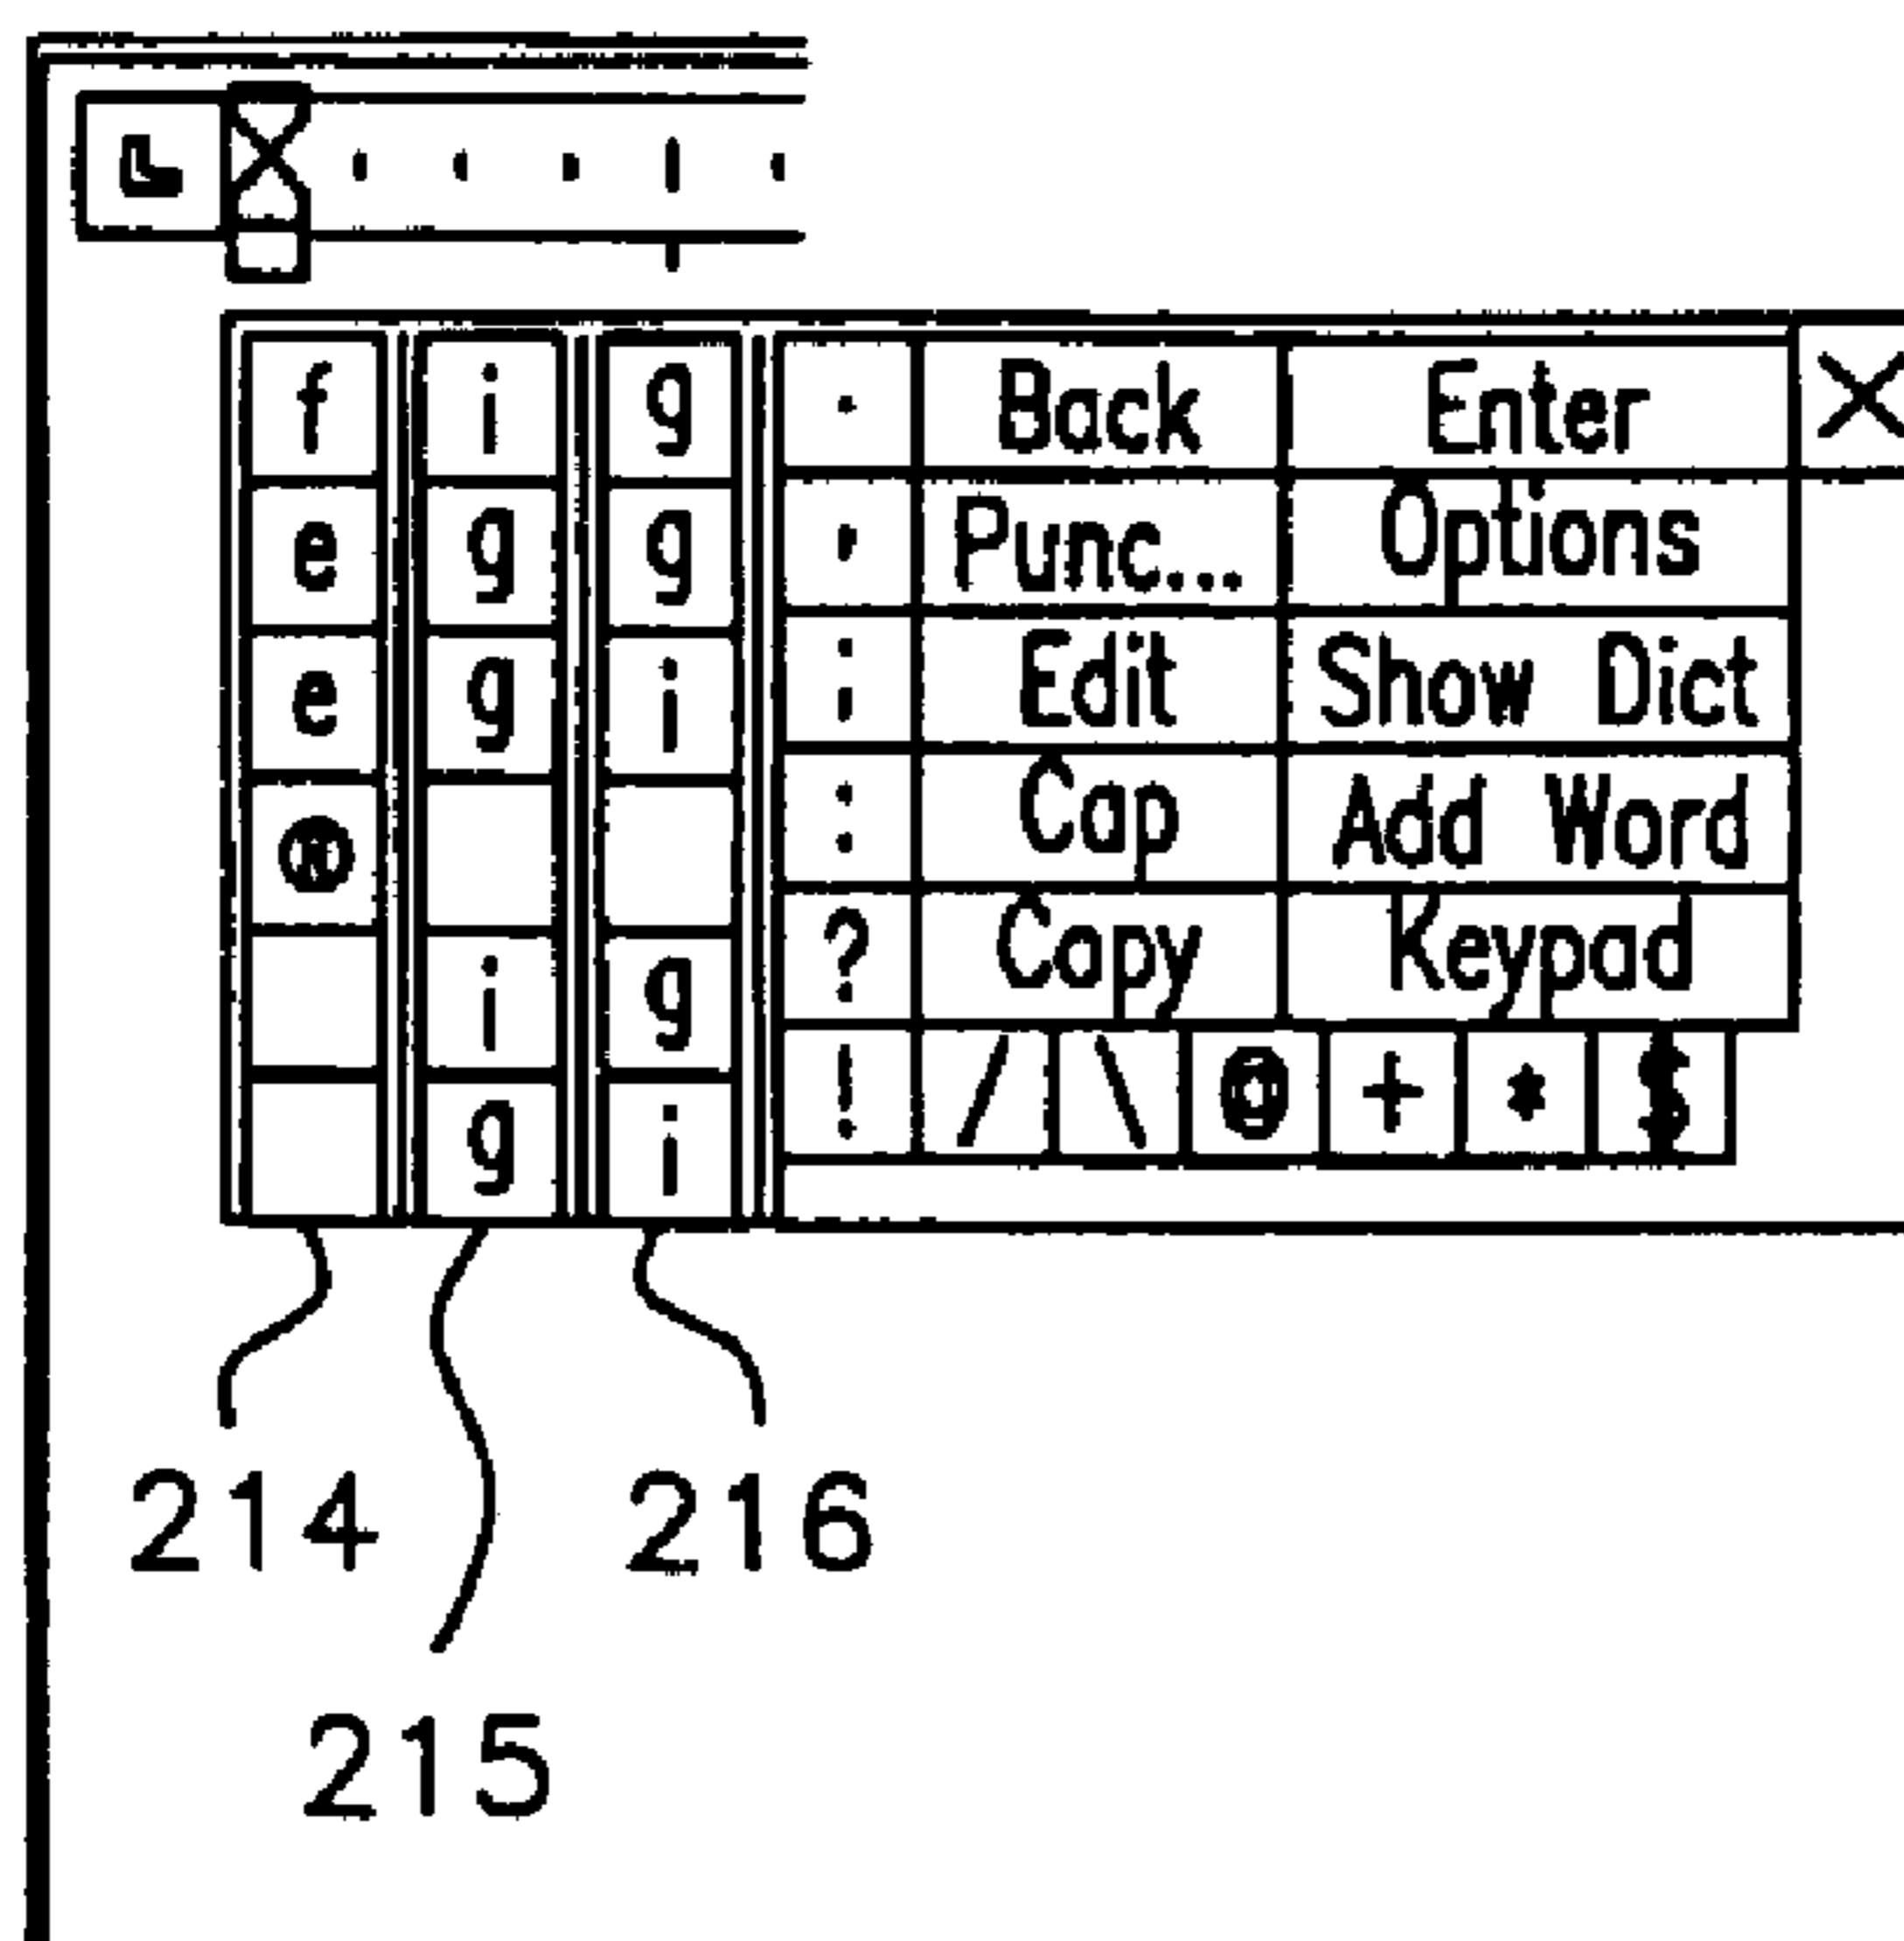 f i g . Back Enter X
e g g , Punc... Options
e g i ; Edit Show Dict
: Cap Add Word
i g ? Copy Keypad
g i ! / \ @ + * $
214 216
215